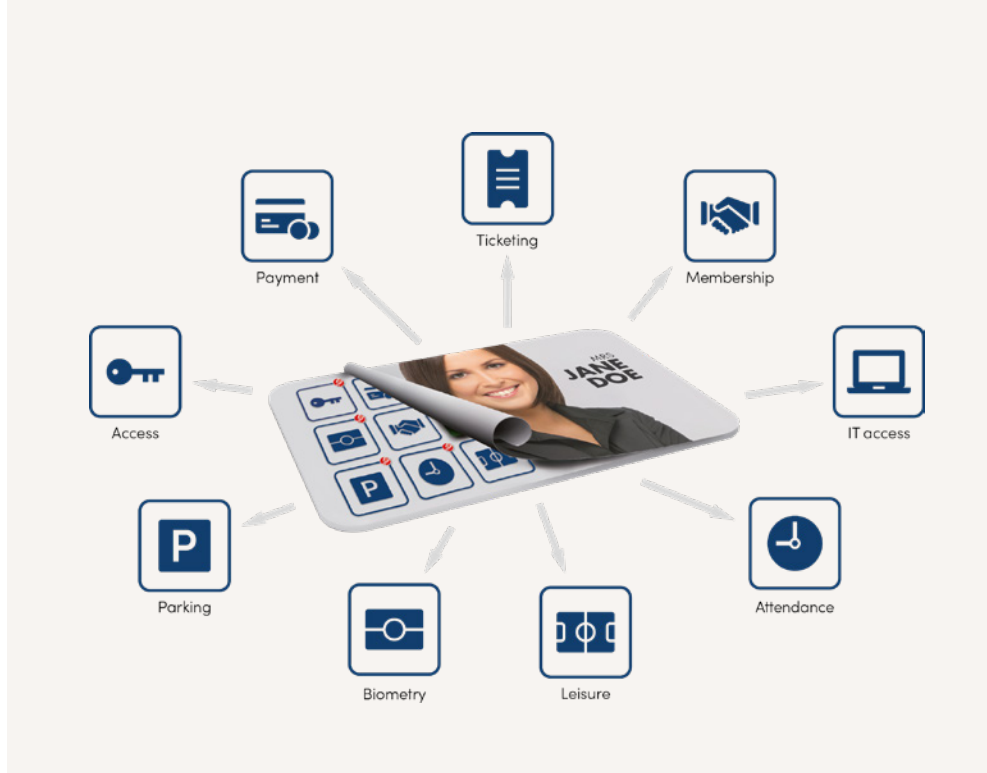 Ticketing
Payment
Membership
MRS
JANE
DOE
Access
IT access
P
P
Parking
Attendance
Biometry
Leisure